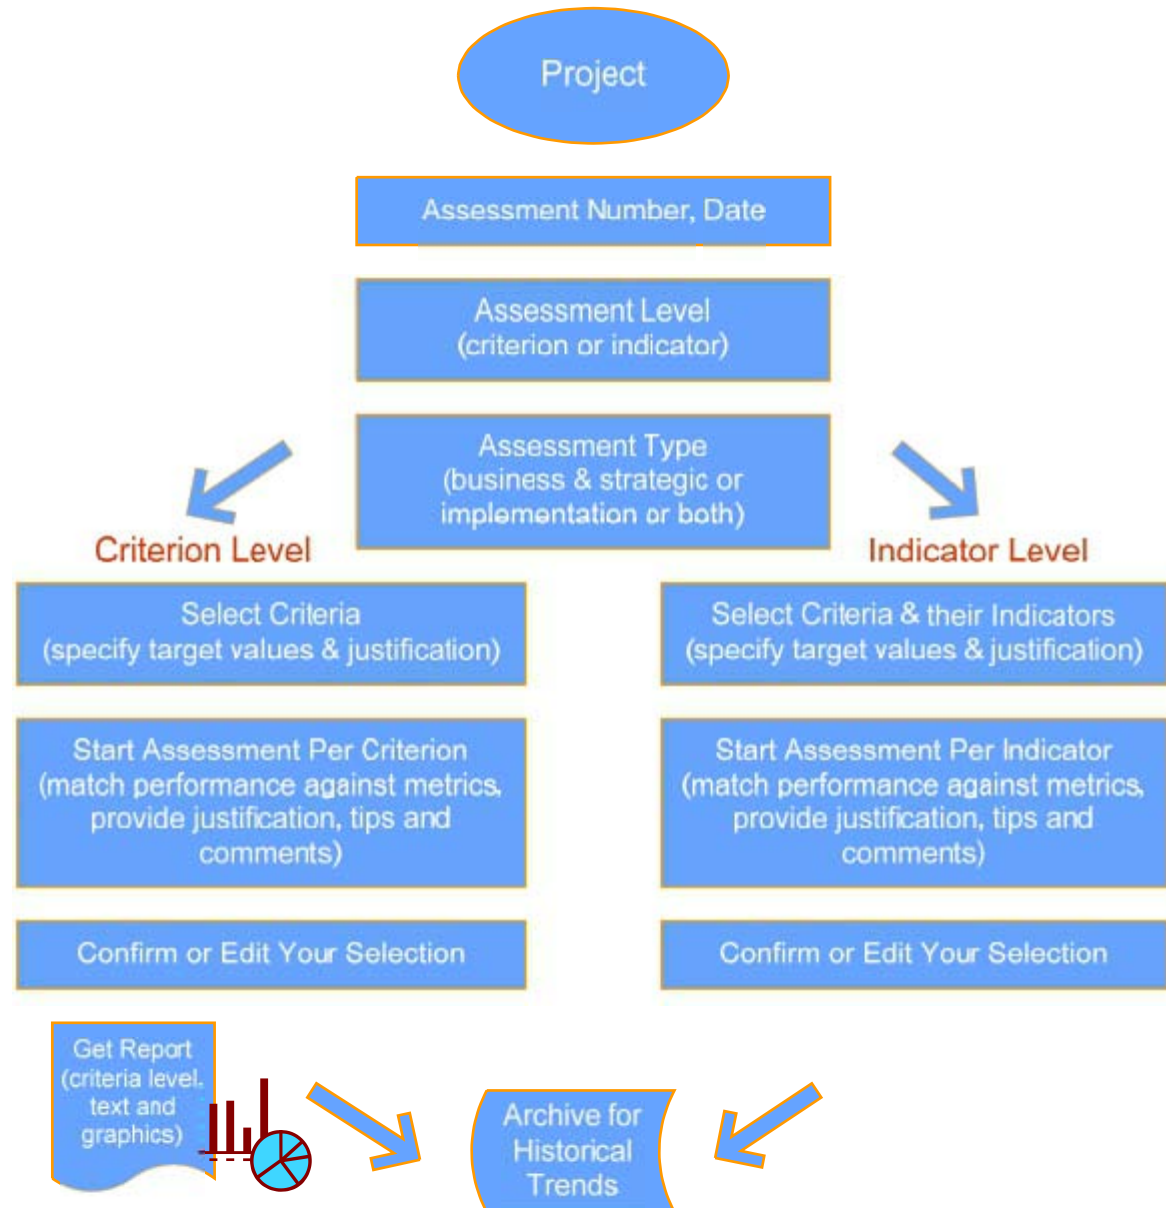 Project
Assessment Number, Date
Assessment Level
(criterion or indicator)
Assessment Type
(business & strategic or
implementation or both)
Criterion Level
Select Criteria
(specify target values & justification)
Start Assessment Per Criterion
(match performance against metrics,
provide justification, tips and
comments)
Confirm or Edit Your Selection
Get Report
(criteria level,
text and
graphics)
Indicator Level
Select Criteria & their Indicators
(specify target values & justification)
Start Assessment Per Indicator
(match performance against metrics,
provide justification, tips and
comments)
Confirm or Edit Your Selection
Archive for
Historical
Trends